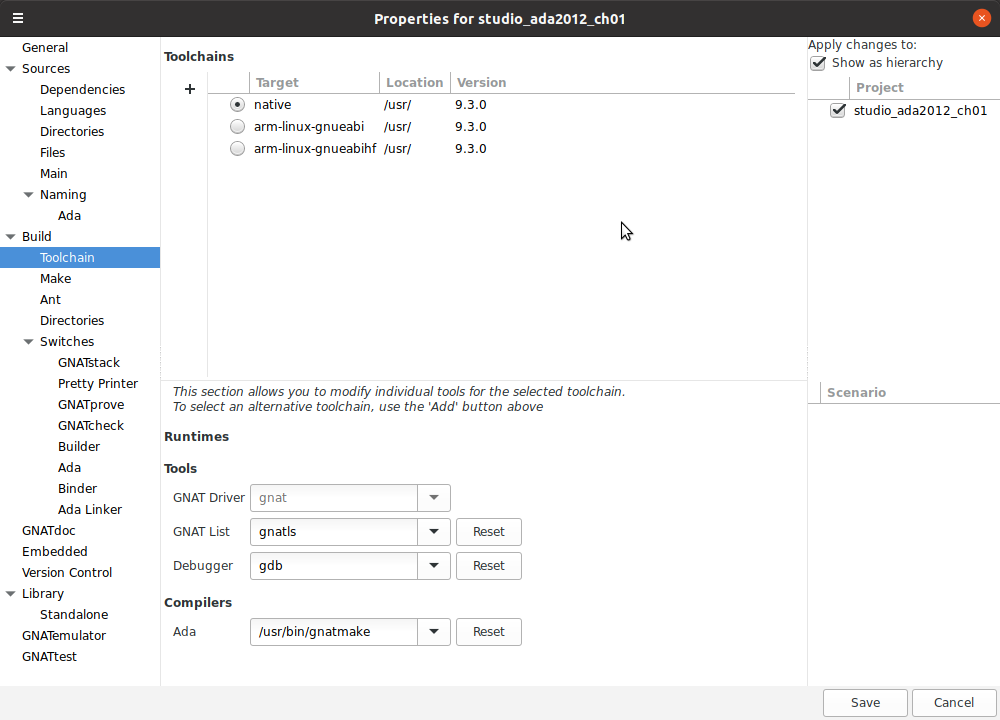 Properties for studio_ada2012_ch01
General
Sources
Dependencies
Languages
Directories
Files
Main
Naming
Ada
Build
Toolchain
Make
Ant
Directories
Switches
GNATstack
Pretty Printer
GNATprove
GNATcheck
Builder
Ada
Binder
Ada Linker
GNATdoc
Embedded
Version Control
Library
Standalone
GNATemulator
GNATtest
Toolchains
Target Location Version
native /usr/ 9.3.0
arm-linux-gnueabi /usr/ 9.3.0
arm-linux-gnueabihf /usr/ 9.3.0
This section allows you to modify individual tools for the selected toolchain.
To select an alternative toolchain, use the 'Add' button above
Runtimes
Tools
GNAT Driver gnat
GNAT List gnatls Reset
Debugger gdb Reset
Compilers
Ada /usr/bin/gnatmake Reset
Apply changes to:
Show as hierarchy
Project
studio_ada2012_ch01
Scenario
Save Cancel